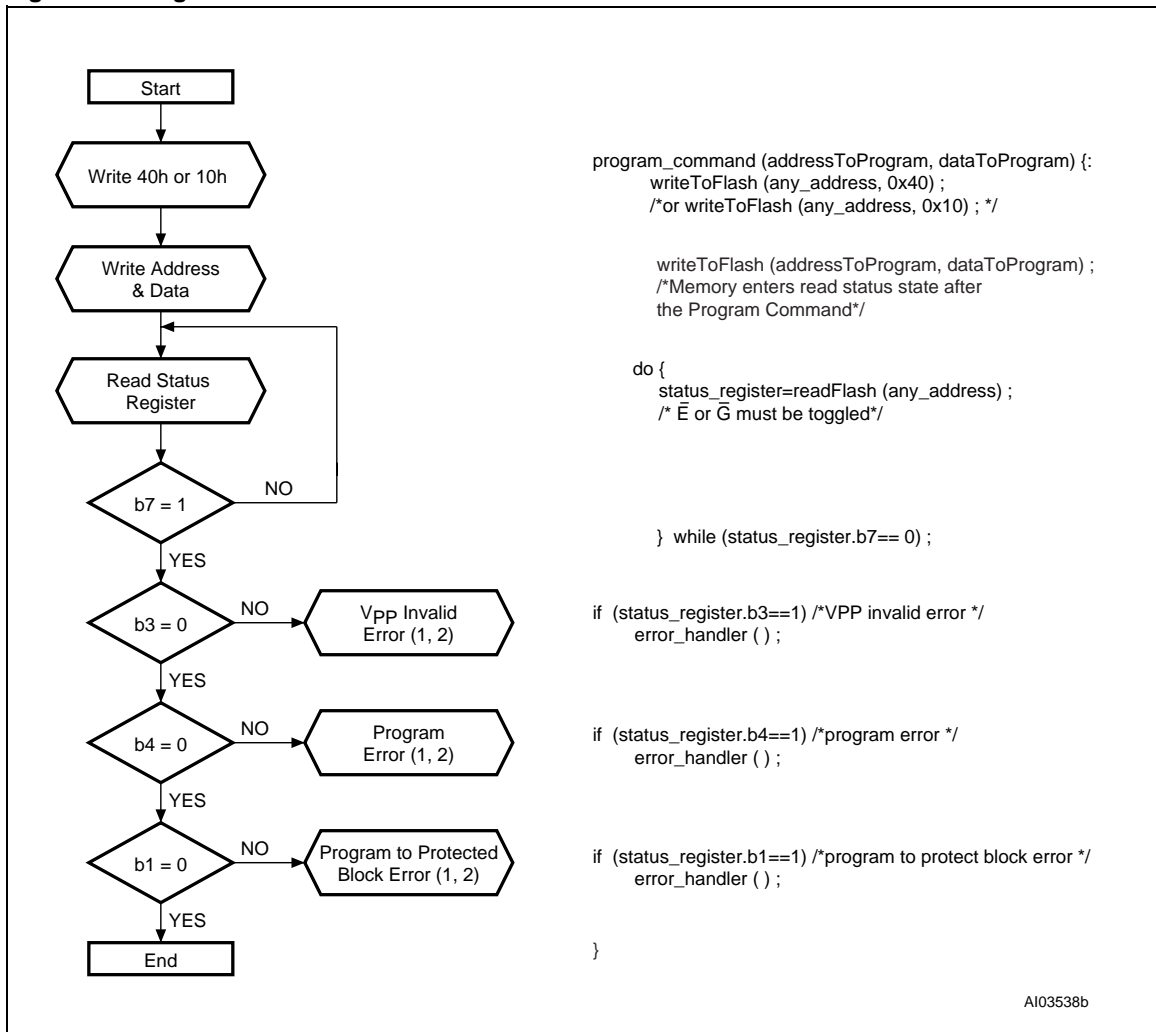 Start
Write 40h or 10h
program_command (addressToProgram, dataToProgram) {:
writeToFlash (any_address, 0x40) ;
/*or writeToFlash (any_address, 0x10) ; */
Write Address
& Data
writeToFlash (addressToProgram, dataToProgram) ;
/*Memory enters read status state after
the Program Command*/
Read Status
Register
do {
status_register=readFlash (any_address) ;
/* E̅ or G̅ must be toggled*/
b7 = 1
NO
} while (status_register.b7== 0) ;
YES
b3 = 0
NO
VPP Invalid
Error (1, 2)
if (status_register.b3==1) /*VPP invalid error */
error_handler ( ) ;
YES
b4 = 0
NO
Program
Error (1, 2)
if (status_register.b4==1) /*program error */
error_handler ( ) ;
YES
b1 = 0
NO
Program to Protected
Block Error (1, 2)
if (status_register.b1==1) /*program to protect block error */
error_handler ( ) ;
YES
End
}
AI03538b